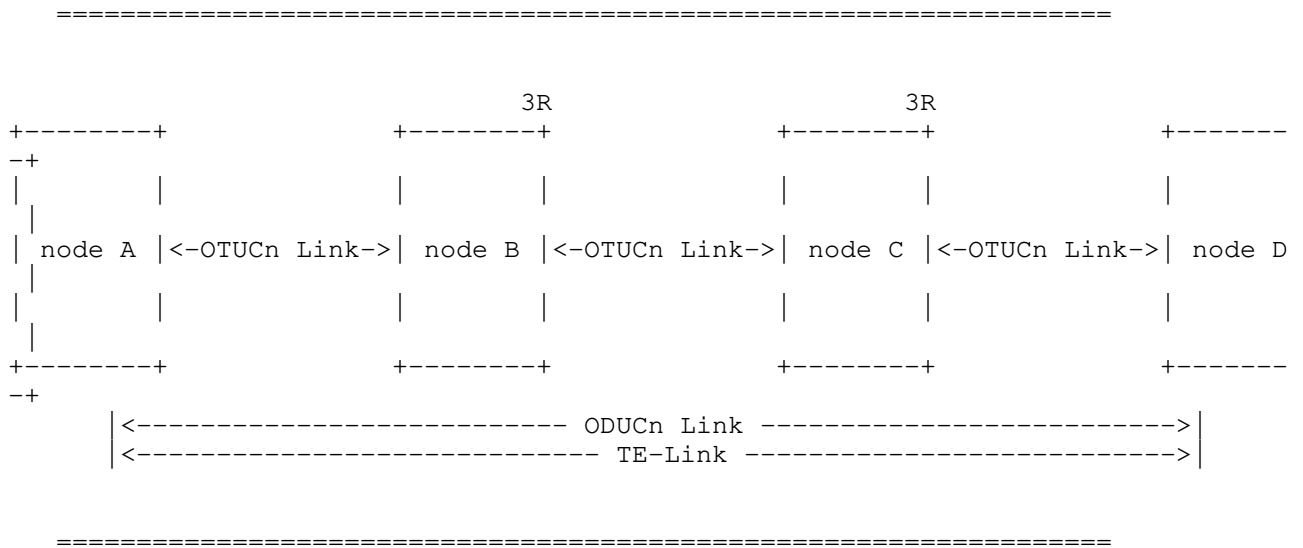 ====================================================================
3R 3R
+--------+ +--------+ +--------+ +-------
-+
| | | | | | |
|
| node A |<-OTUCn Link->| node B |<-OTUCn Link->| node C |<-OTUCn Link->| node D
|
| | | | | | |
|
+--------+ +--------+ +--------+ +-------
-+
|<--------------------------- ODUCn Link -------------------------->|
|<----------------------------- TE-Link --------------------------->|
====================================================================